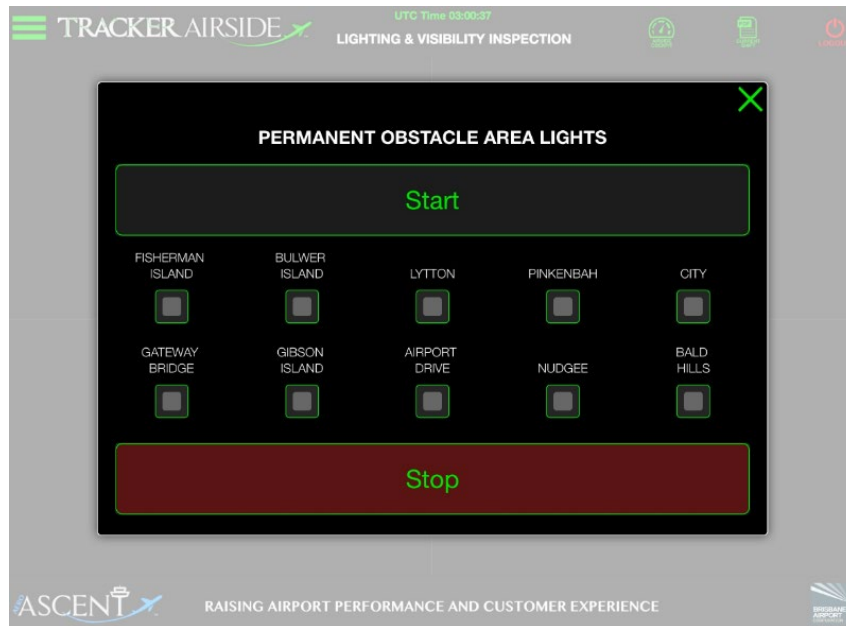 UTC Time 03:00:37
TRACKER AIRSIDE
LIGHTING & VISIBILITY INSPECTION
PERMANENT OBSTACLE AREA LIGHTS
Start
FISHERMAN
ISLAND
BULWER
ISLAND
LYTTON
PINKENBAH
CITY
GATEWAY
BRIDGE
GIBSON
ISLAND
AIRPORT
DRIVE
NUDGEE
BALD
HILLS
Stop
ASCENT
RAISING AIRPORT PERFORMANCE AND CUSTOMER EXPERIENCE
BRISBANE
AIRPORT